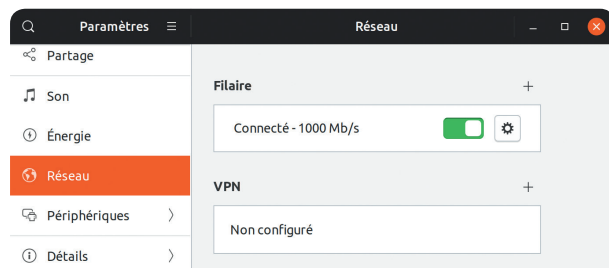 Paramètres
Réseau
Partage
Son
Énergie
Réseau
Périphériques
Détails
Filaire
Connecté - 1000 Mb/s
VPN
Non configuré